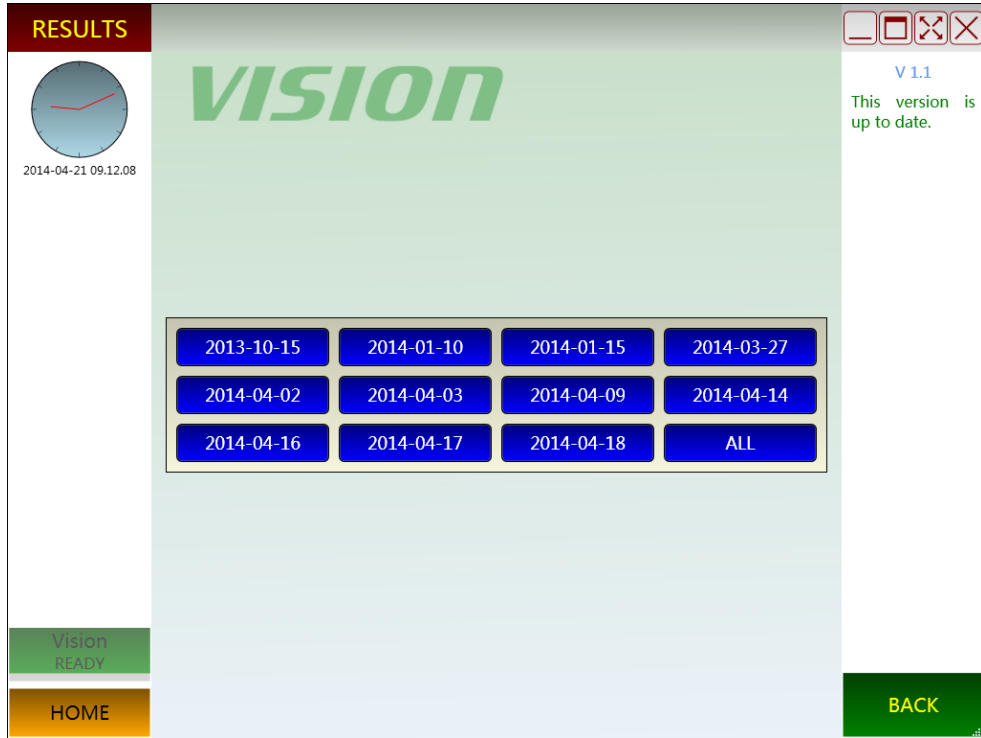 RESULTS
2014-04-21 09.12.08
VISION
V 1.1
This version is
up to date.
2013-10-15 2014-01-10 2014-01-15 2014-03-27
2014-04-02 2014-04-03 2014-04-09 2014-04-14
2014-04-16 2014-04-17 2014-04-18 ALL
Vision
READY
HOME
BACK